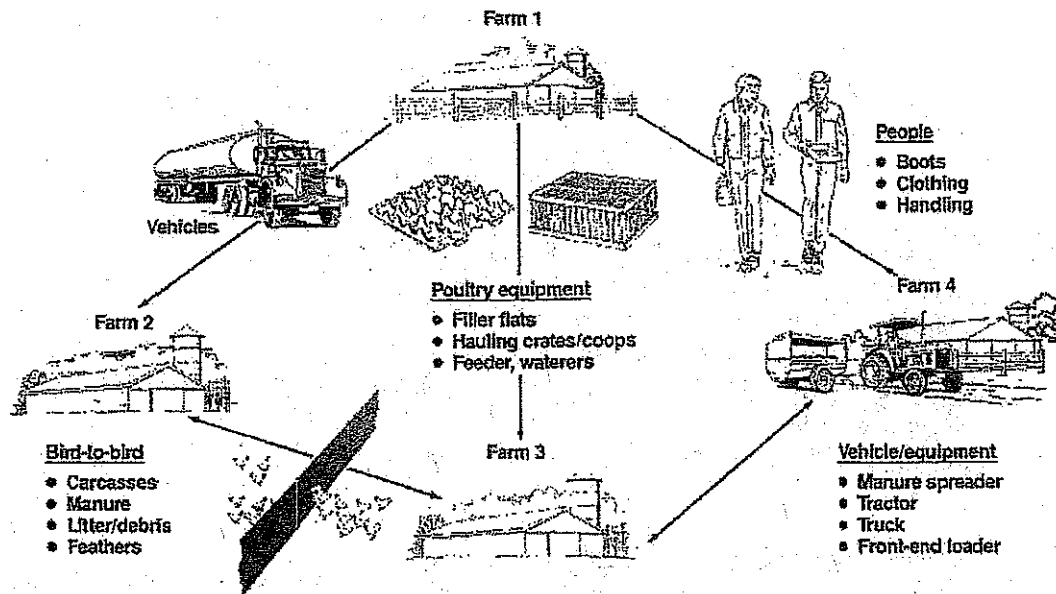 Farm 1
People
• Boots
• Clothing
• Handling
Vehicles
Poultry equipment
• Filler flats
• Hauling crates/coops
• Feeder, waterers
Farm 4
Farm 2
Bird-to-bird
• Carcasses
• Manure
• Litter/debris
• Feathers
Farm 3
Vehicle/equipment
• Manure spreader
• Tractor
• Truck
• Front-end loader